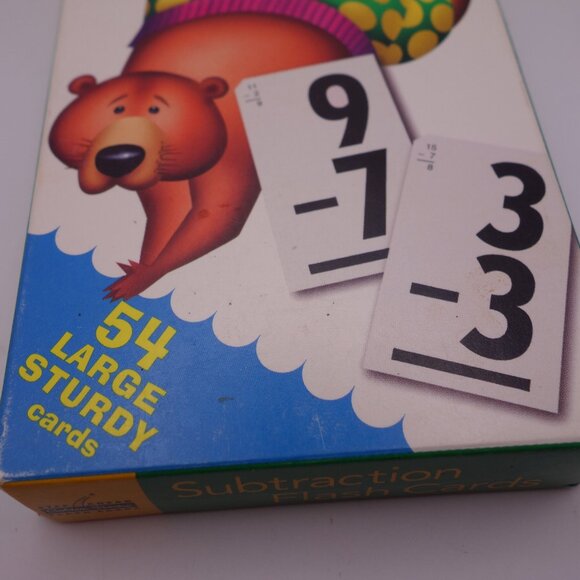 9
- 7
15
- 7
8
3
- 3
54
LARGE
STURDY
cards
Subtraction
Flash Cards